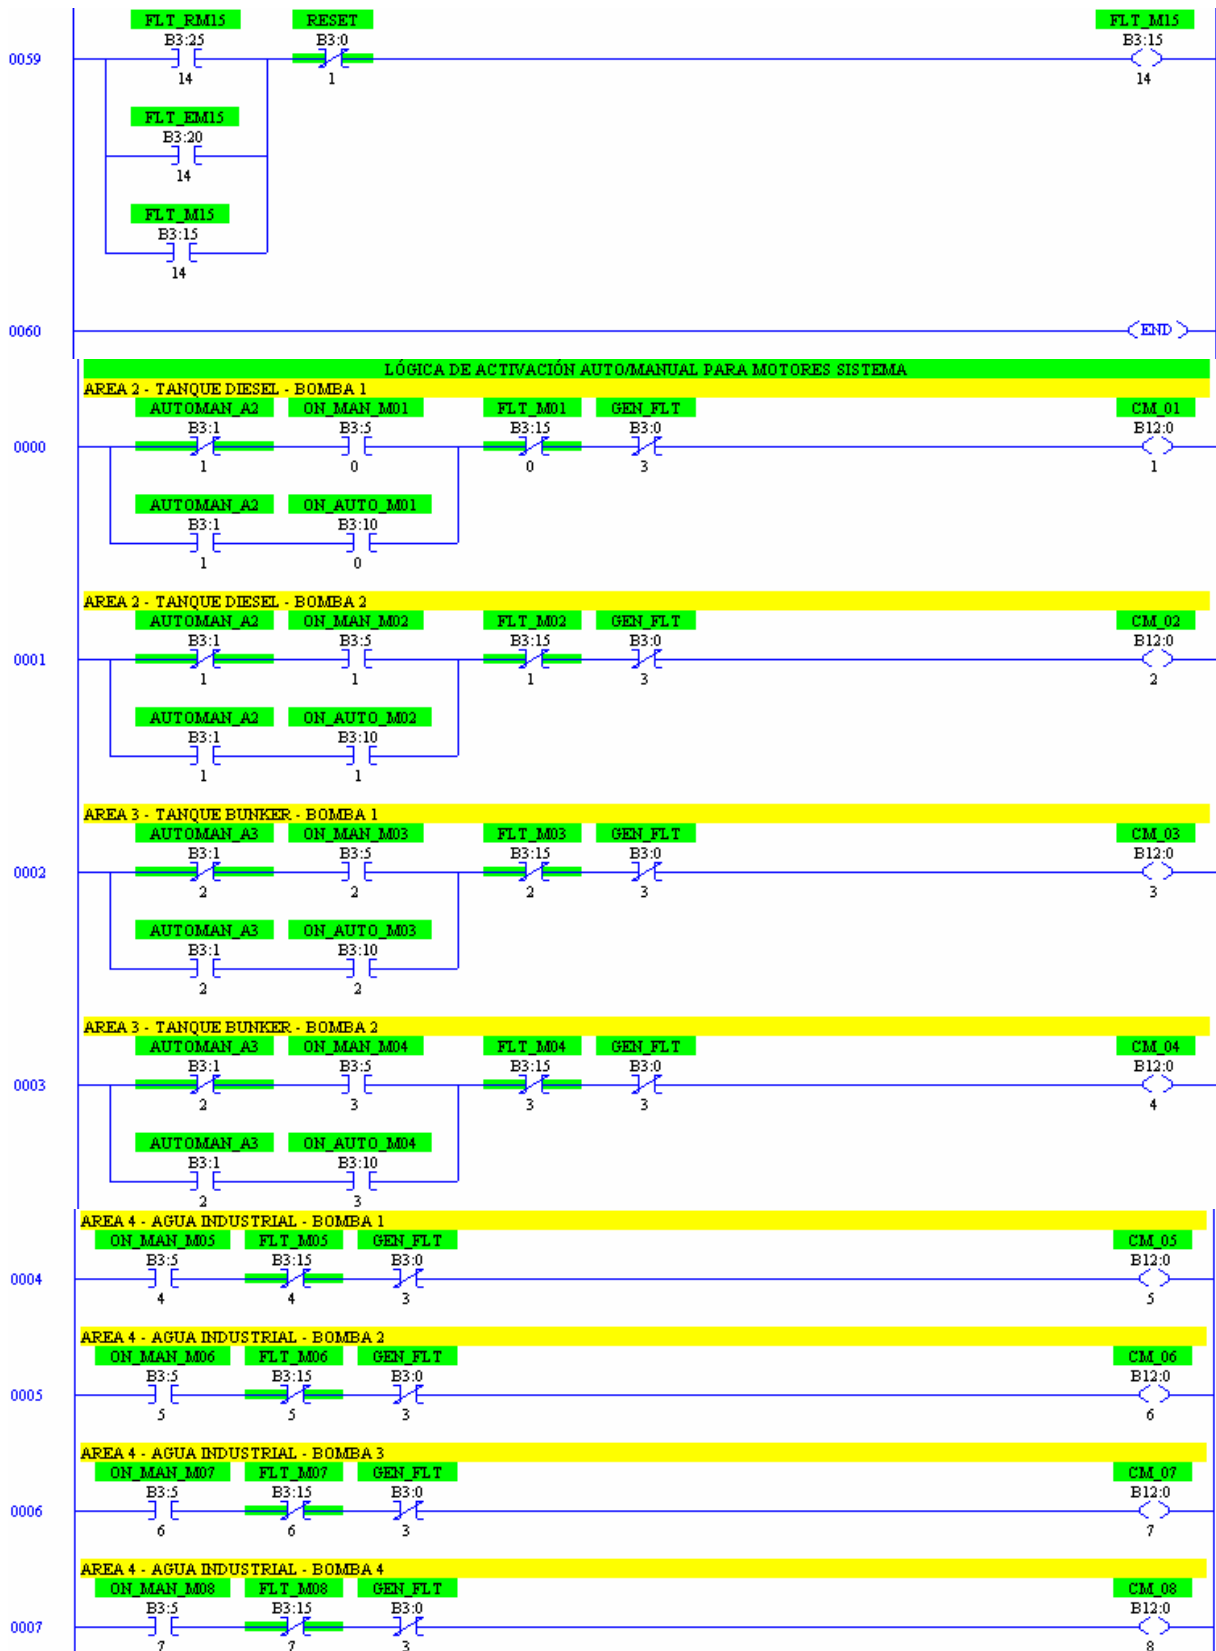 FLT_RM15 RESET FLT_M15
B3:25 B3:0 B3:15
0059
14 1 14
FLT_EM15
B3:20
14
FLT_M15
B3:15
14
0060 END
LÓGICA DE ACTIVACIÓN AUTO/MANUAL PARA MOTORES SISTEMA
AREA 2 - TANQUE DIESEL - BOMBA 1
AUTOMAN_A2 ON_MAN_M01 FLT_M01 GEN_FLT CM_01
B3:1 B3:5 B3:15 B3:0 B12:0
0000
1 0 0 3 1
AUTOMAN_A2 ON_AUTO_M01
B3:1 B3:10
1 0
AREA 2 - TANQUE DIESEL - BOMBA 2
AUTOMAN_A2 ON_MAN_M02 FLT_M02 GEN_FLT CM_02
B3:1 B3:5 B3:15 B3:0 B12:0
0001
1 1 1 3 2
AUTOMAN_A2 ON_AUTO_M02
B3:1 B3:10
1 1
AREA 3 - TANQUE BUNKER - BOMBA 1
AUTOMAN_A3 ON_MAN_M03 FLT_M03 GEN_FLT CM_03
B3:1 B3:5 B3:15 B3:0 B12:0
0002
2 2 2 3 3
AUTOMAN_A3 ON_AUTO_M03
B3:1 B3:10
2 2
AREA 3 - TANQUE BUNKER - BOMBA 2
AUTOMAN_A3 ON_MAN_M04 FLT_M04 GEN_FLT CM_04
B3:1 B3:5 B3:15 B3:0 B12:0
0003
2 3 3 3 4
AUTOMAN_A3 ON_AUTO_M04
B3:1 B3:10
2 3
AREA 4 - AGUA INDUSTRIAL - BOMBA 1
ON_MAN_M05 FLT_M05 GEN_FLT CM_05
B3:5 B3:15 B3:0 B12:0
0004
4 4 3 5
AREA 4 - AGUA INDUSTRIAL - BOMBA 2
ON_MAN_M06 FLT_M06 GEN_FLT CM_06
B3:5 B3:15 B3:0 B12:0
0005
5 5 3 6
AREA 4 - AGUA INDUSTRIAL - BOMBA 3
ON_MAN_M07 FLT_M07 GEN_FLT CM_07
B3:5 B3:15 B3:0 B12:0
0006
6 6 3 7
AREA 4 - AGUA INDUSTRIAL - BOMBA 4
ON_MAN_M08 FLT_M08 GEN_FLT CM_08
B3:5 B3:15 B3:0 B12:0
0007
7 7 3 8